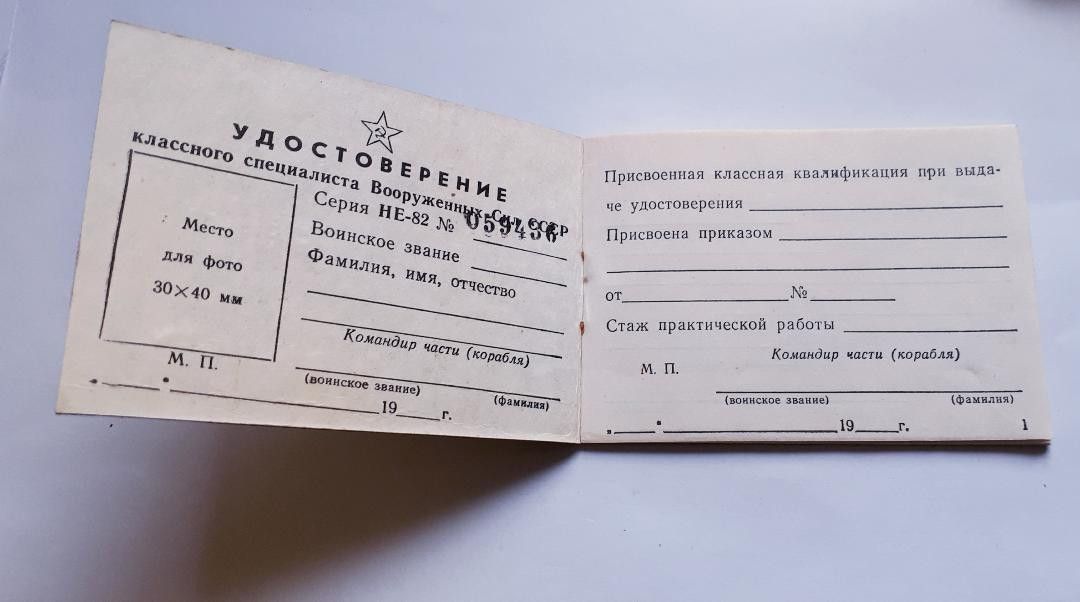 УДОСТОВЕРЕНИЕ
классного специалиста Вооруженных Сил СССР
Место
для фото
30×40 мм
М. П.
Серия НЕ-82 № 059436
Воинское звание
Фамилия, имя, отчество
Командир части (корабля)
(воинское звание) (фамилия)
19 г.
Присвоенная классная квалификация при выда-
че удостоверения
Присвоена приказом
от № 
Стаж практической работы
Командир части (корабля)
М. П.
(воинское звание) (фамилия)
19 г.
1